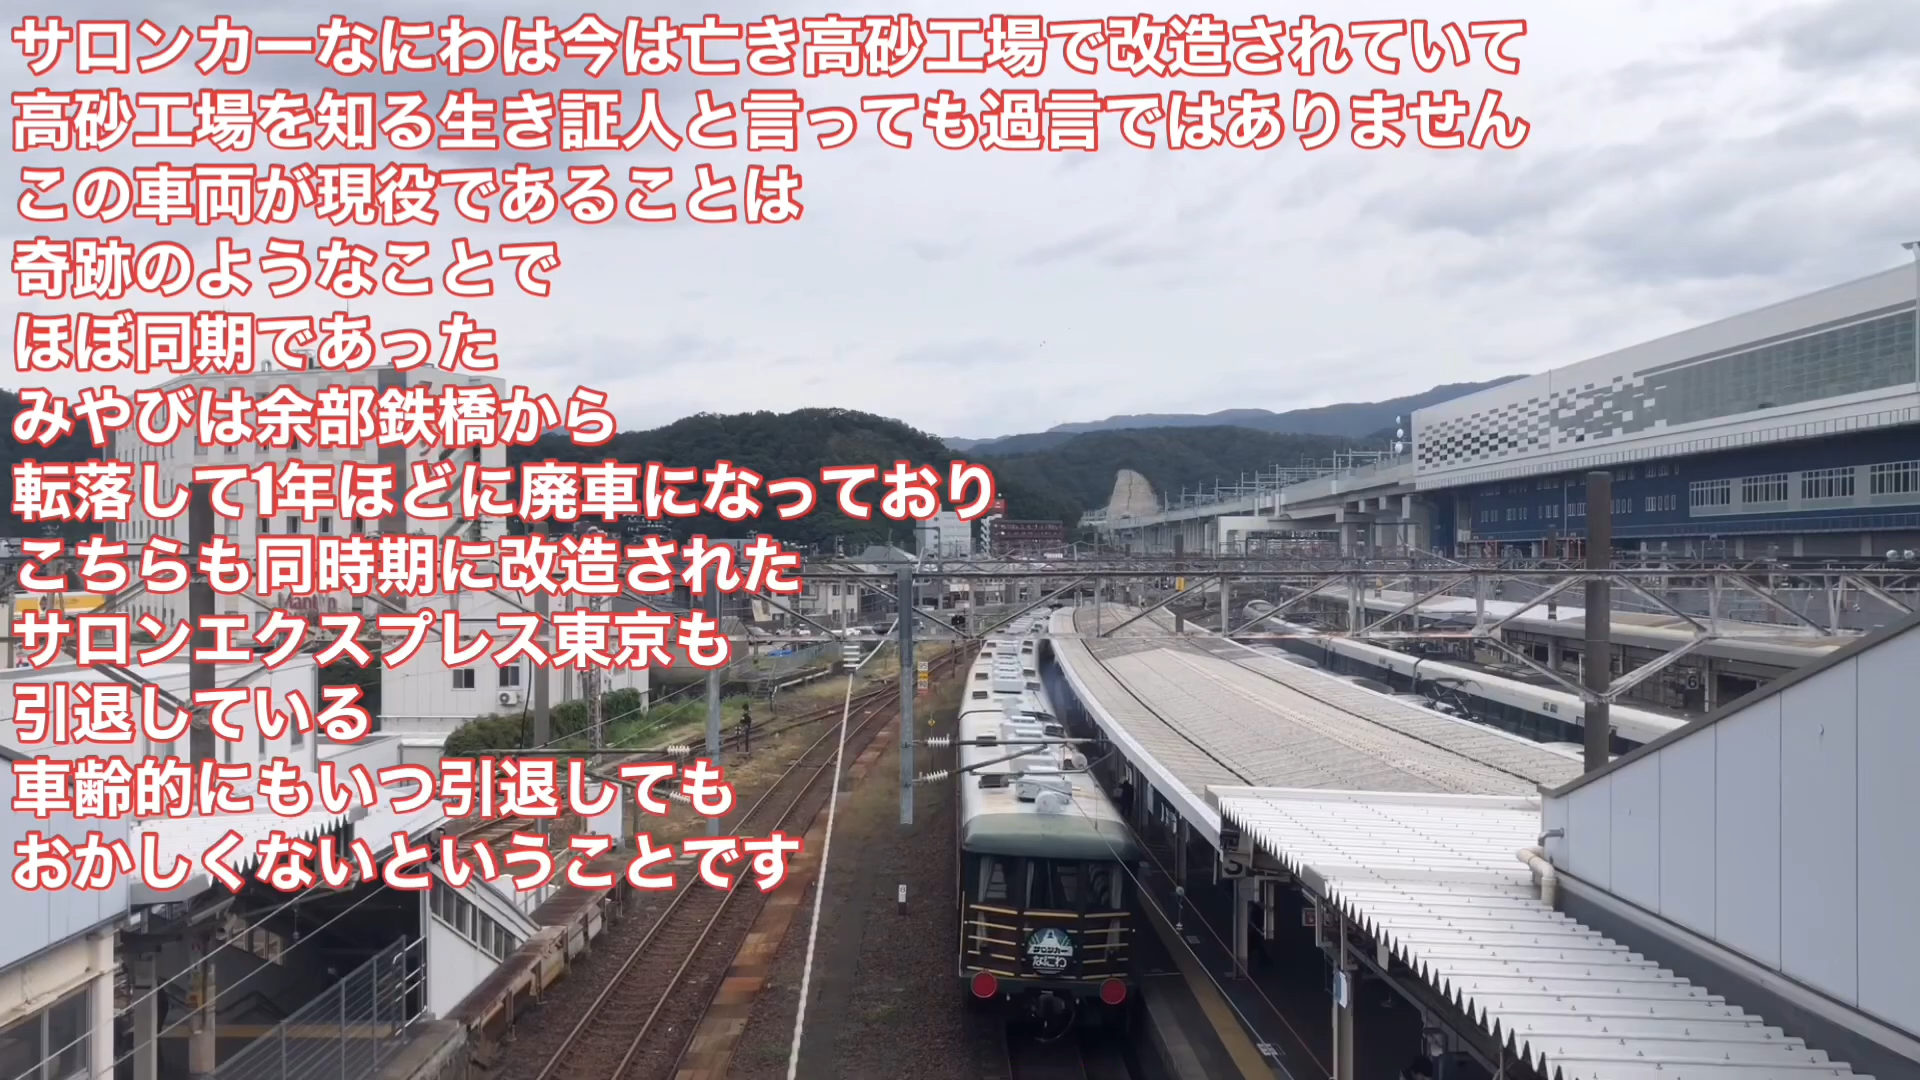 サロンカーなにわは今は亡き高砂工場で改造されていて
高砂工場を知る生き証人と言っても過言ではありません
この車両が現役であることは
奇跡のようなことで
ほぼ同期であった
みやびは余部鉄橋から
転落して1年ほどに廃車になっており
こちらも同時期に改造された
サロンエクスプレス東京も
引退している
車齢的にもいつ引退しても
おかしくないということです
サロンカー
なにわ